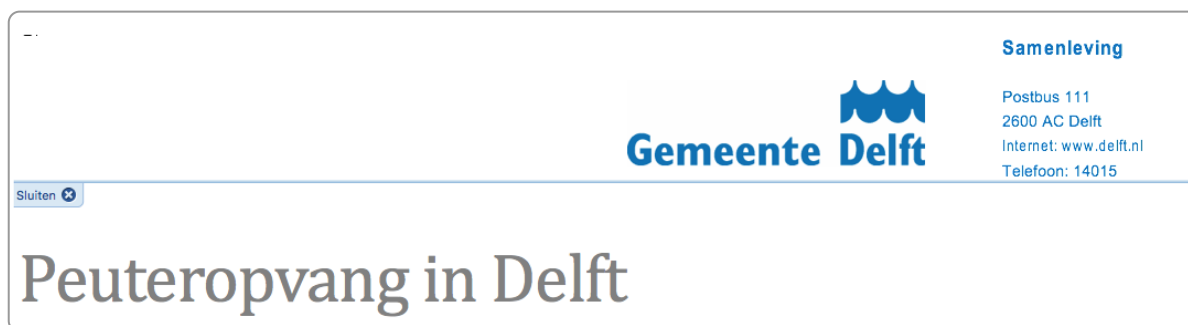 Samenleving
Gemeente Delft
Postbus 111
2600 AC Delft
Internet: www.delft.nl
Telefoon: 14015
Sluiten
Peuteropvang in Delft